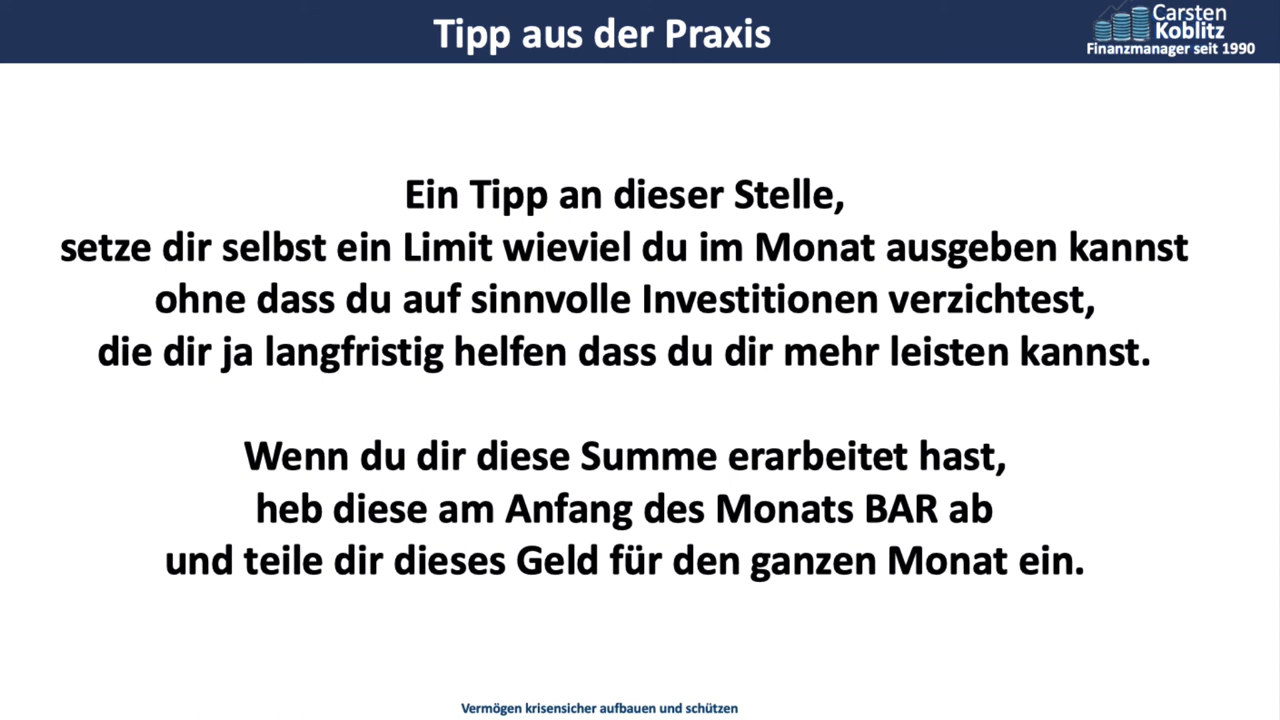 Tipp aus der Praxis
Carsten
Koblitz
Finanzmanager seit 1990
Ein Tipp an dieser Stelle,
setze dir selbst ein Limit wieviel du im Monat ausgeben kannst
ohne dass du auf sinnvolle Investitionen verzichtest,
die dir ja langfristig helfen dass du dir mehr leisten kannst.
Wenn du dir diese Summe erarbeitet hast,
heb diese am Anfang des Monats BAR ab
und teile dir dieses Geld für den ganzen Monat ein.
Vermögen krisensicher aufbauen und schützen